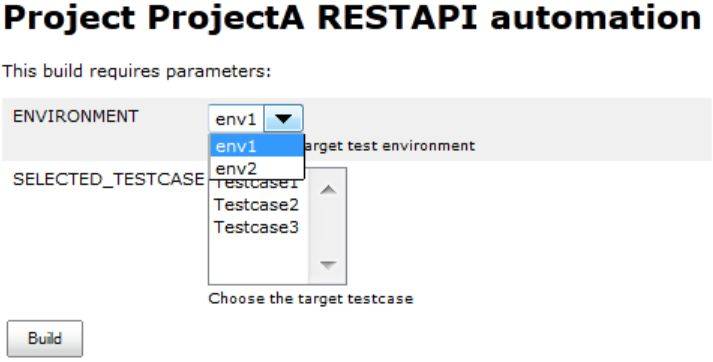 Project ProjectA RESTAPI automation
This build requires parameters:
ENVIRONMENT env1
env1
arget test environment
env2
SELECTED_TESTCASE Testcase1
Testcase2
Testcase3
Choose the target testcase
Build